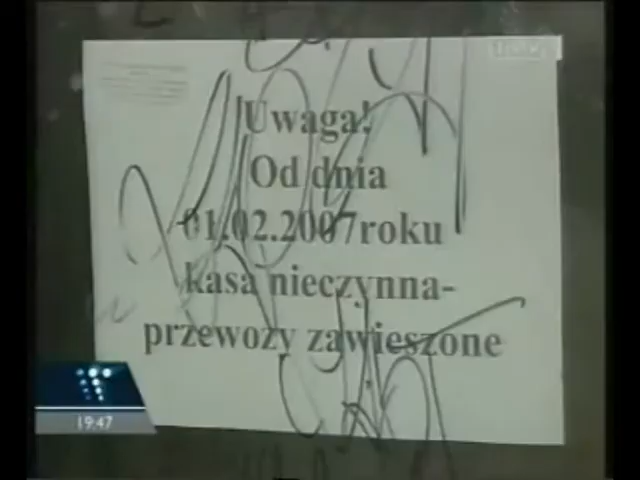 Uwaga!
Od dnia
01.02.2007roku
kasa nieczynna-
przewozy zawieszone
19:47